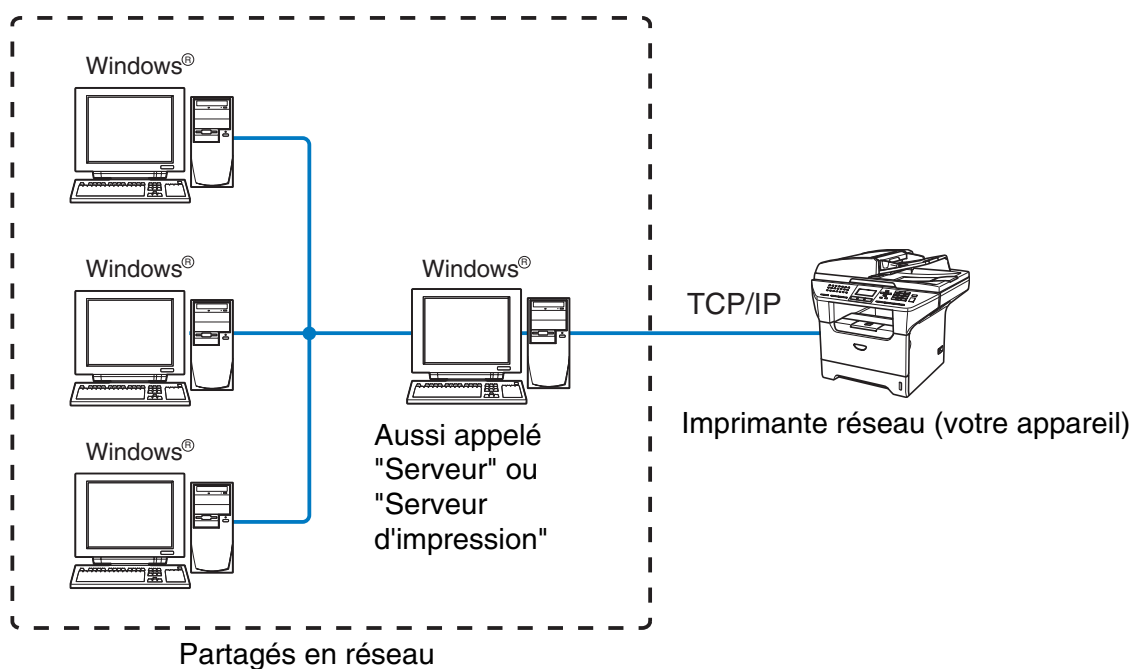 Windows®
Windows®
Windows®
TCP/IP
Imprimante réseau (votre appareil)
Aussi appelé
"Serveur" ou
"Serveur
d'impression"
Windows®
Partagés en réseau